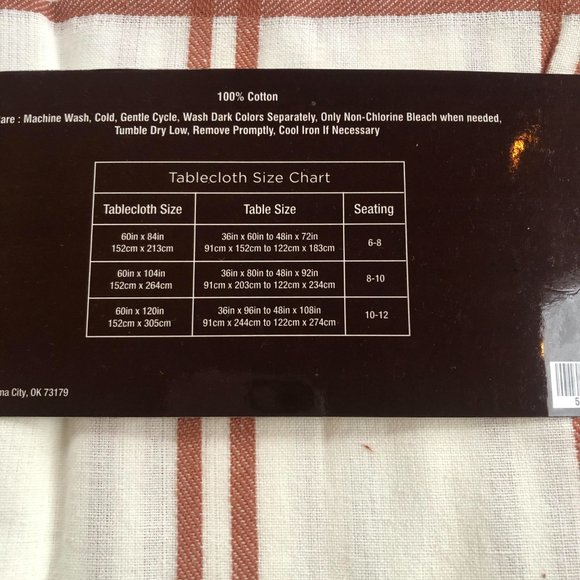 100% Cotton
are : Machine Wash, Cold, Gentle Cycle, Wash Dark Colors Separately, Only Non-Chlorine Bleach when needed,
Tumble Dry Low, Remove Promptly, Cool Iron If Necessary
Tablecloth Size Chart
Tablecloth Size Table Size Seating
60in x 84in 36in x 60in to 48in x 72in
152cm x 213cm 91cm x 152cm to 122cm x 183cm
6-8
60in x 104in 36in x 80in to 48in x 92in
152cm x 264cm 91cm x 203cm to 122cm x 234cm
8-10
60in x 120in 36in x 96in to 48in x 108in
152cm x 305cm 91cm x 244cm to 122cm x 274cm
10-12
ma City, OK 73179
5